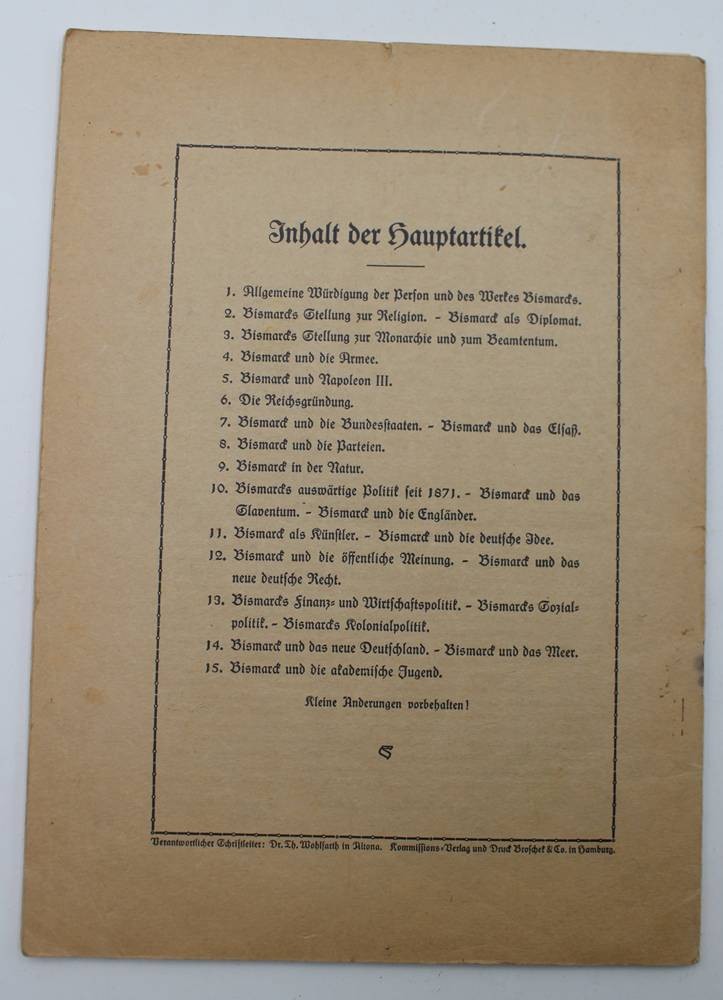 Inhalt der Hauptartikel.
1. Allgemeine Würdigung der Person und des Werkes Bismarcks.
2. Bismarcks Stellung zur Religion. - Bismarck als Diplomat.
3. Bismarcks Stellung zur Monarchie und zum Beamtentum.
4. Bismarck und die Armee.
5. Bismarck und Napoleon III.
6. Die Reichsgründung.
7. Bismarck und die Bundesstaaten. - Bismarck und das Elsaß.
8. Bismarck und die Parteien.
9. Bismarck in der Natur.
10. Bismarcks auswärtige Politik seit 1871. - Bismarck und das
Slaventum. - Bismarck und die Engländer.
11. Bismarck als Künstler. - Bismarck und die deutsche Idee.
12. Bismarck und die öffentliche Meinung. - Bismarck und das
neue deutsche Recht.
13. Bismarcks Finanz= und Wirtschaftspolitik. - Bismarcks Sozial=
politik. - Bismarcks Kolonialpolitik.
14. Bismarck und das neue Deutschland. - Bismarck und das Meer.
15. Bismarck und die akademische Jugend.
Kleine Änderungen vorbehalten!
Verantwortlicher Schriftleiter: Dr. Th. Wohlfarth in Altona. Kommissions-Verlag und Druck Broschek & Co. in Hamburg.